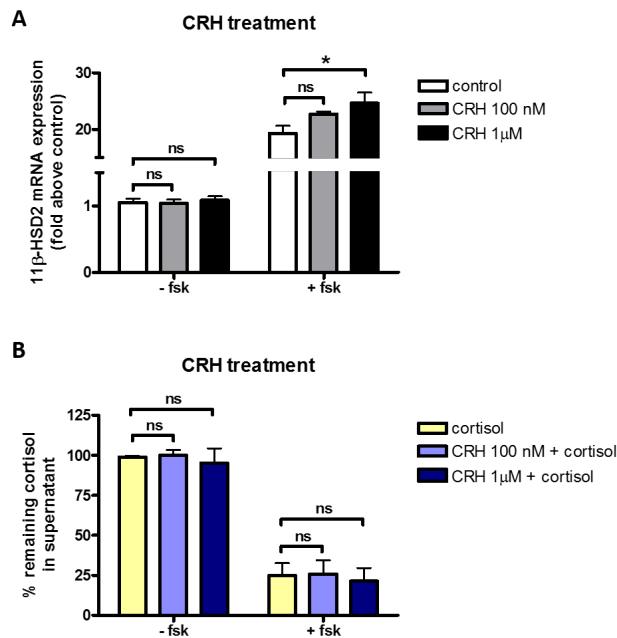 A
CRH treatment
11β-HSD2 mRNA expression
(fold above control)
30
20
1
0
*
ns
ns
ns
- fsk
+ fsk
control
CRH 100 nM
CRH 1μM
B
CRH treatment
% remaining cortisol
in supernatant
125
100
75
50
25
0
ns
ns
ns
ns
- fsk
+ fsk
cortisol
CRH 100 nM + cortisol
CRH 1μM + cortisol